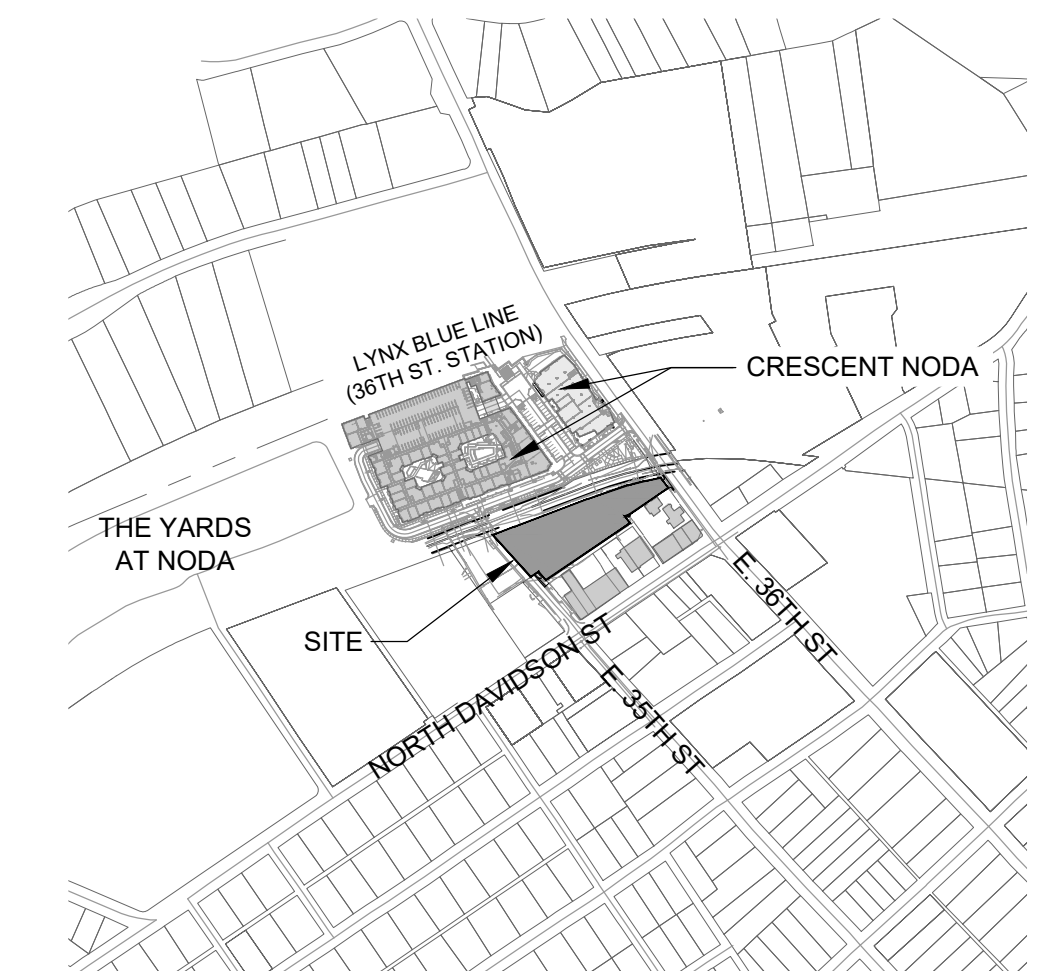 LYNX BLUE LINE
(36TH ST. STATION)
CRESCENT NODA
THE YARDS
AT NODA
SITE
E. 36TH ST
NORTH DAVIDSON ST
E. 35TH ST